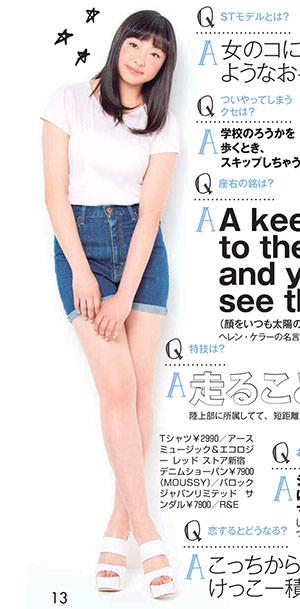 Q STモデルとは?
A 女のコに
ようなお
Q ついやってしまう
クセは?
A 学校のろうかを
歩くとき、
スキップしちゃう
Q 座右の銘は?
A A kee
to the
and y
see th
(顔をいつも太陽の
ヘレン・ケラーの名言
Q 特技は?
A 走ること
陸上部に所属してて、短距離
Tシャツ¥2990/アース
ミュージック&エコロジ
ー レッド ストア新宿
デニムショーパン¥7900
(MOUSSY)/バロック
ジャパンリミテッド サ
ンダル¥7900/R&E
Q
A
Q 恋するとどうなる?
A こっちから
けっこー積
13